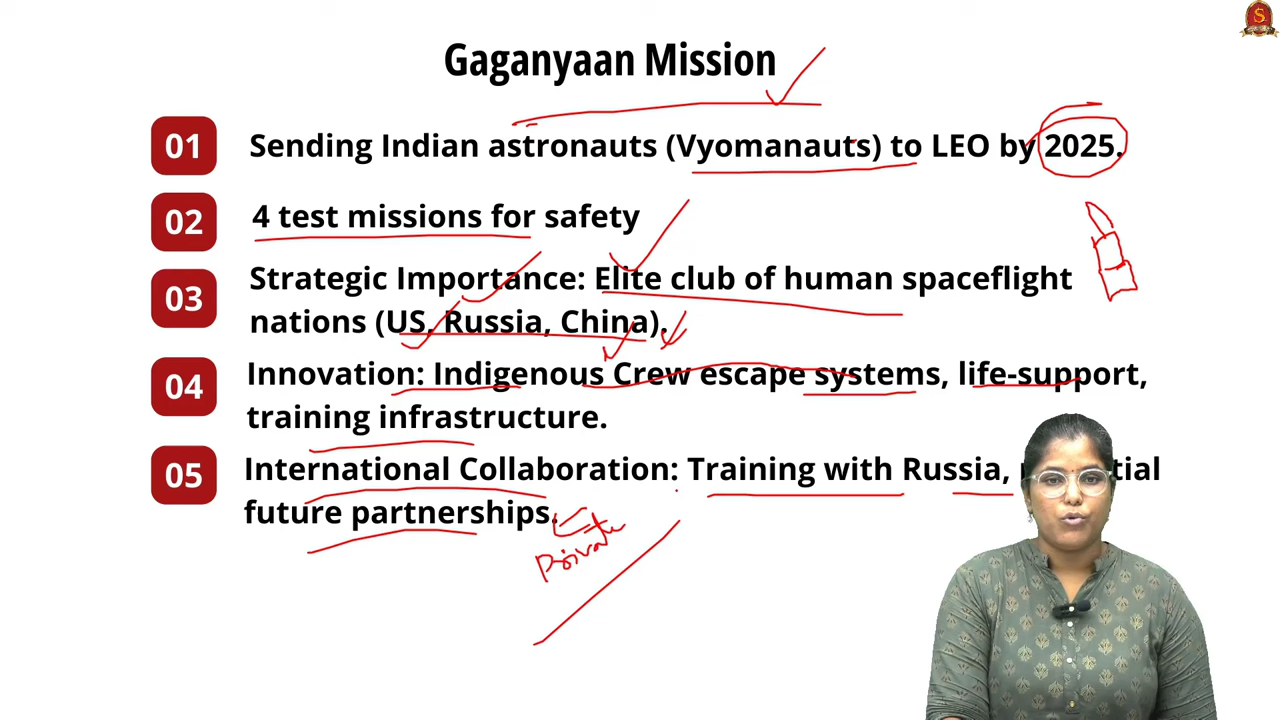 S
Gaganyaan Mission
01 Sending Indian astronauts (Vyomanauts) to LEO by 2025.
02 4 test missions for safety
03 Strategic Importance: Elite club of human spaceflight
nations (US, Russia, China).
04 Innovation: Indigenous Crew escape systems, life-support,
training infrastructure.
05 International Collaboration: Training with Russia,
future partnerships.
Private